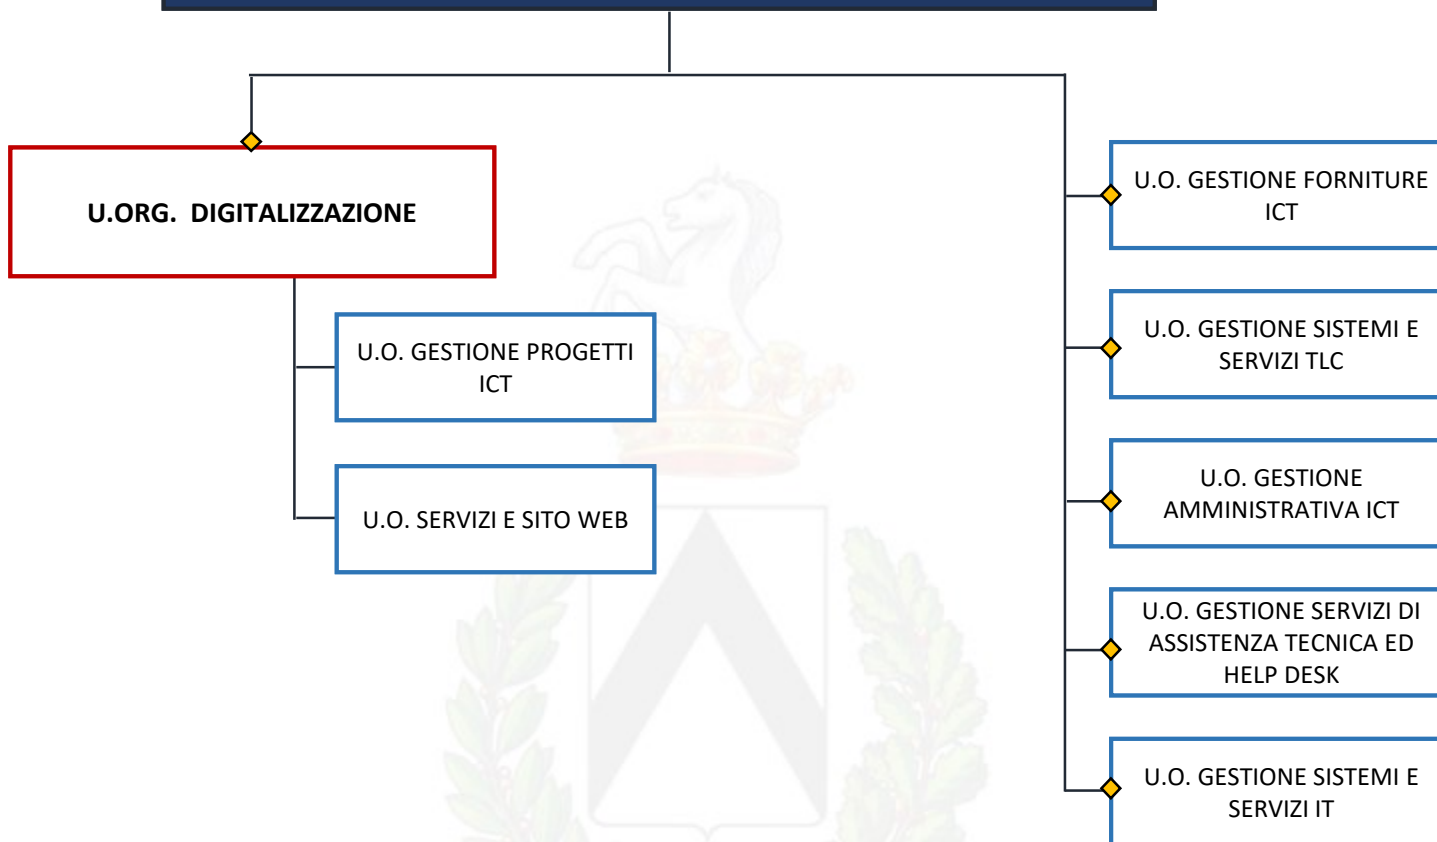 U.ORG. DIGITALIZZAZIONE
U.O. GESTIONE PROGETTI
ICT
U.O. SERVIZI E SITO WEB
U.O. GESTIONE FORNITURE
ICT
U.O. GESTIONE SISTEMI E
SERVIZI TLC
U.O. GESTIONE
AMMINISTRATIVA ICT
U.O. GESTIONE SERVIZI DI
ASSISTENZA TECNICA ED
HELP DESK
U.O. GESTIONE SISTEMI E
SERVIZI IT